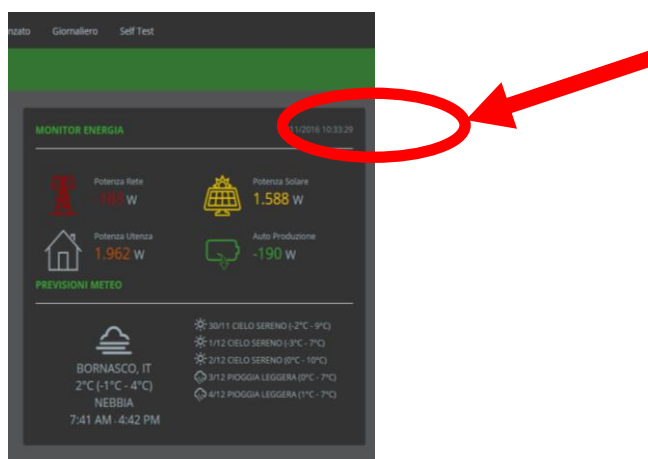 Giornaliero Self Test
MONITOR ENERGIA
11/2016 10:33:29
Potenza Rete
W
Potenza Solare
1.588 W
Potenza Utenza
1.962 W
Auto Produzione
-190 W
PREVISIONI METEO
BORNASCO, IT
2°C (-1°C - 4°C)
NEBBIA
7:41 AM - 4:42 PM
30/11 CIELO SERENO (-2°C - 9°C)
1/12 CIELO SERENO (-3°C - 7°C)
2/12 CIELO SERENO (0°C - 10°C)
3/12 PIOGGIA LEGGERA (0°C - 7°C)
4/12 PIOGGIA LEGGERA (1°C - 7°C)